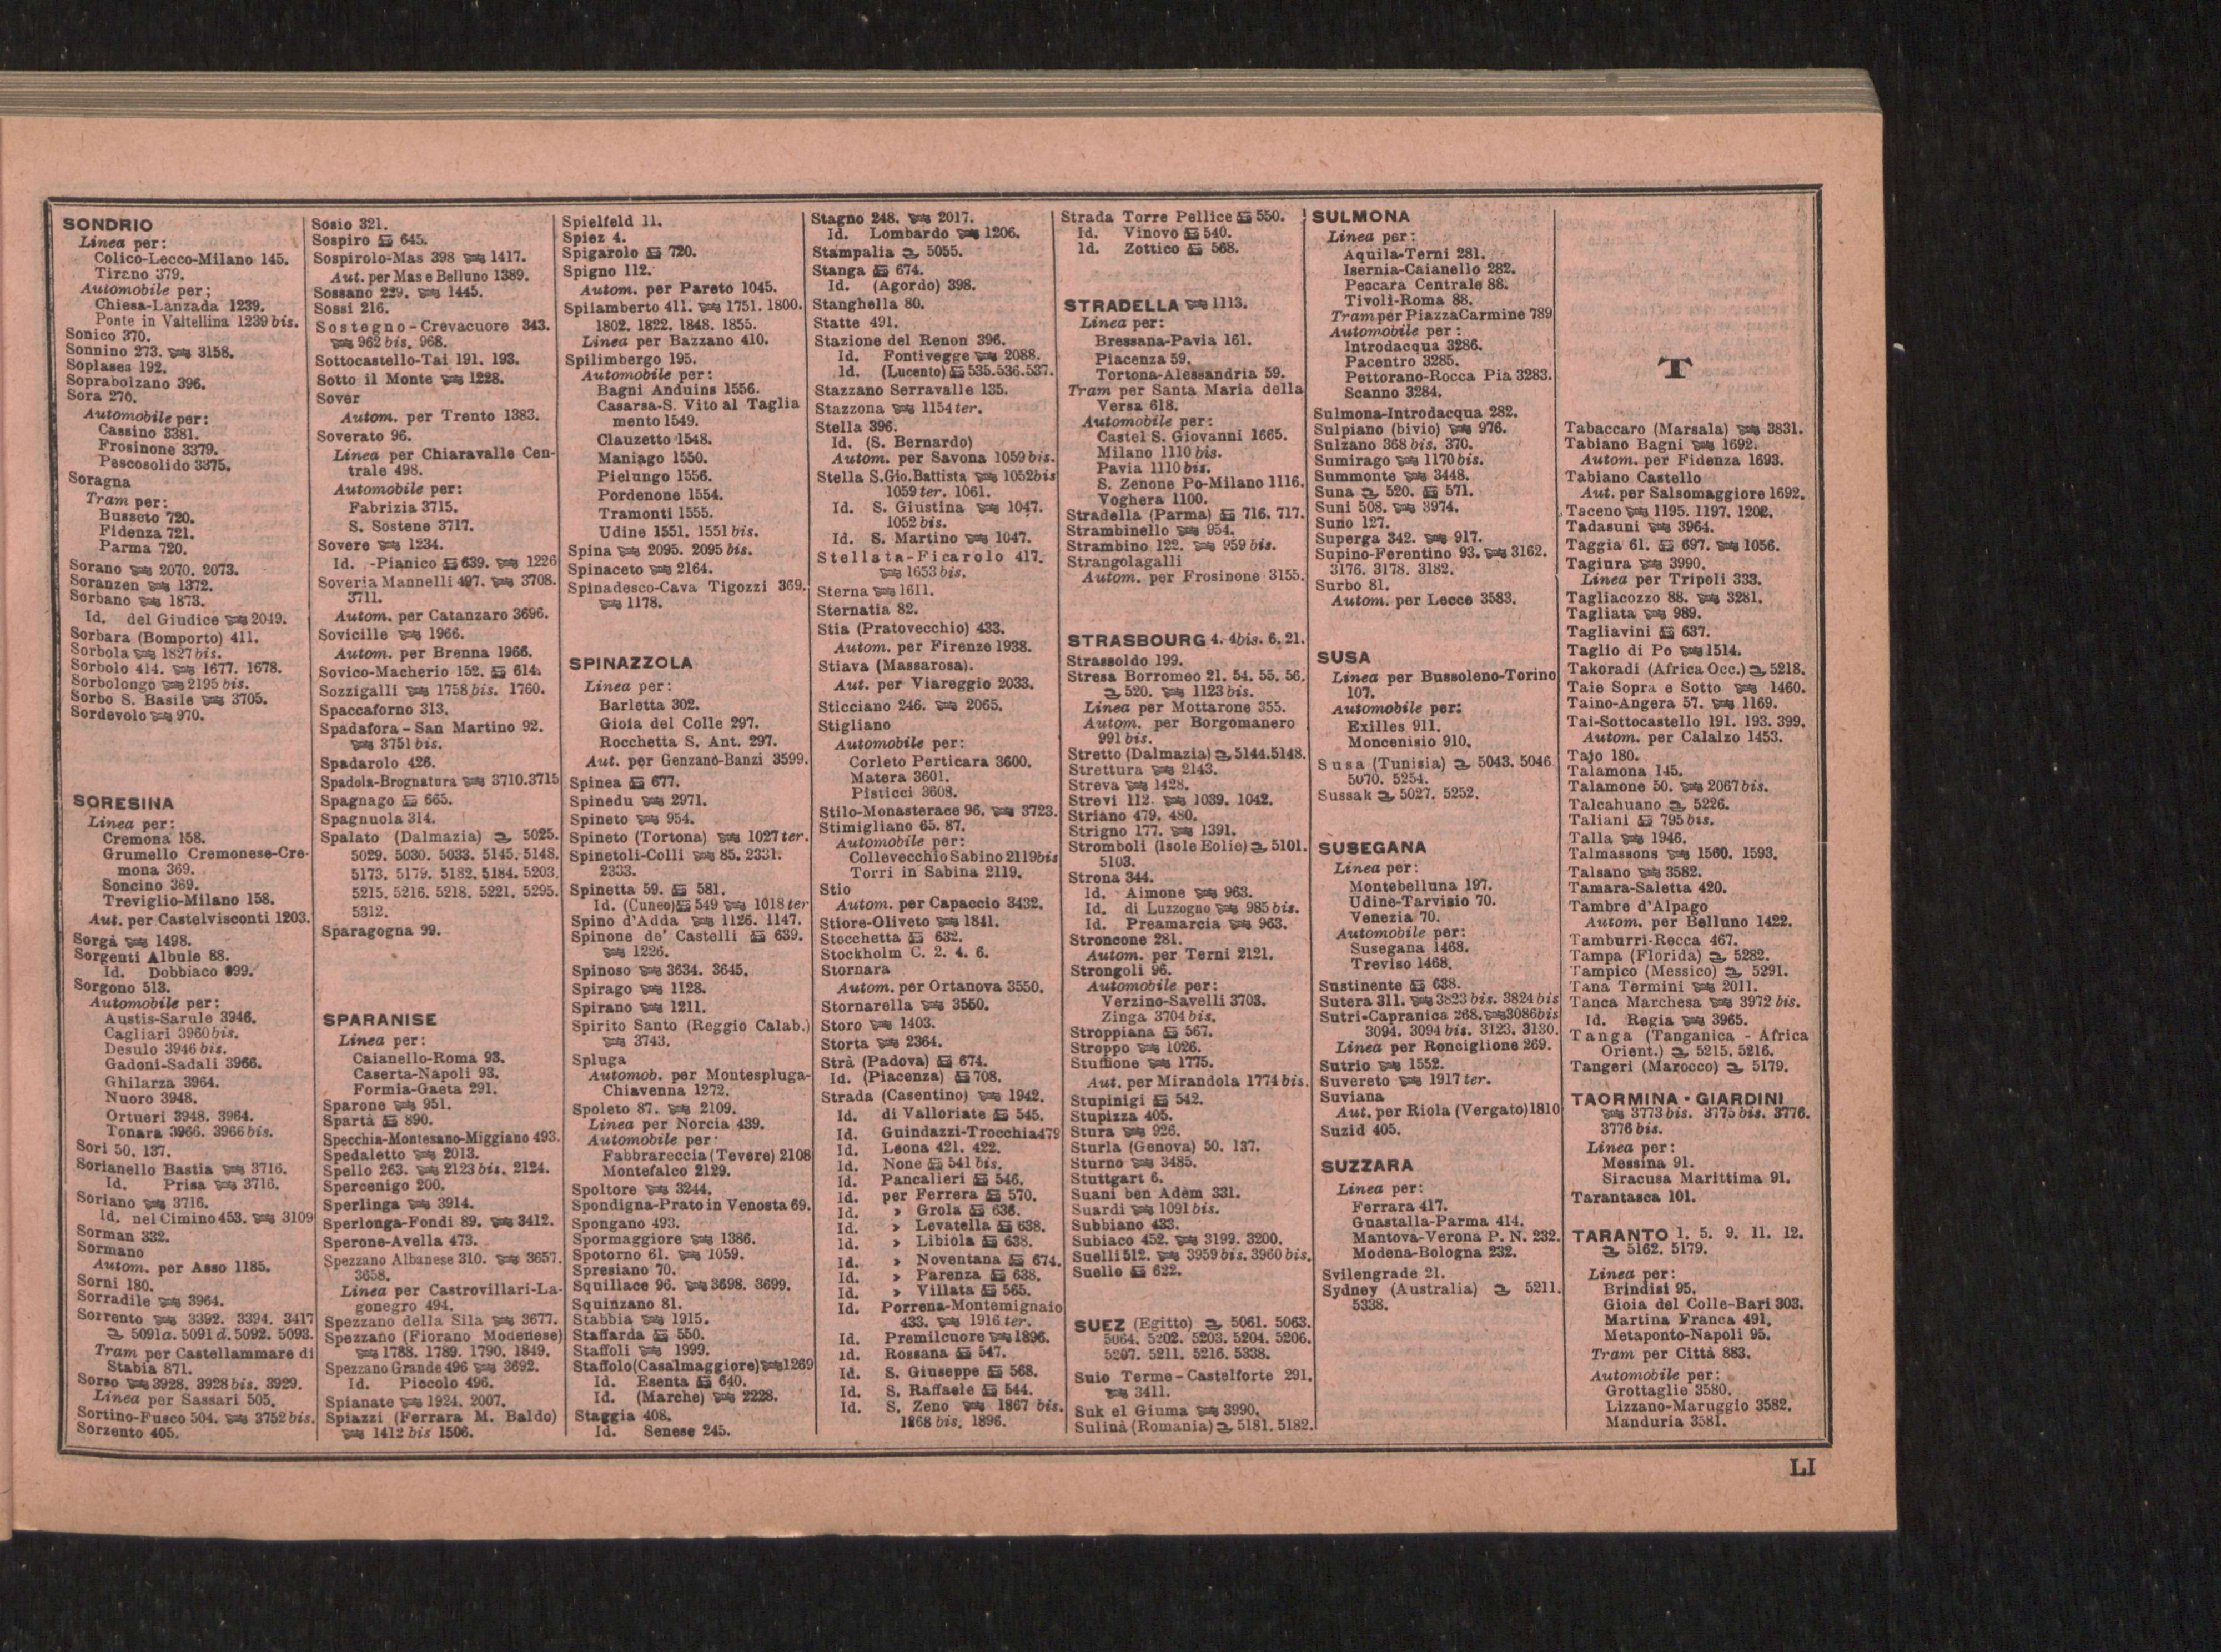 SONDRIO
Linea per:
Colico-Lecco-Milano 145.
Tirano 379.
Automobile per;
Chiesa-Lanzada 1239.
Ponte in Valtellina 1239 bis.
Sonico 370.
Sonnino 273. 3158.
Soplases 192.
Soprabolzano 396.
Sora 270.
Automobile per:
Cassino 3381.
Frosinone 3379.
Pescosolido 3375.
Soragna
Tram per:
Busseto 720.
Fidenza 721.
Parma 720.
Sorano 2070. 2073.
Soranzen 1372.
Sorbano 1873.
Id. del Giudice 2049.
Sorbara (Bomporto) 411.
Sorbola 1827 bis.
Sorbolo 414. 1677. 1678.
Sorbolongo 2195 bis.
Sorbo S. Basile 3705.
Sordevolo 970.
SORESINA
Linea per:
Cremona 158.
Grumello Cremonese-Cre-
mona 369.
Soncino 369.
Treviglio-Milano 158.
Aut. per Castelvisconti 1203.
Sorgà 1498.
Sorgenti Albule 88.
Id. Dobbiaco 399.
Sorgono 513.
Automobile per:
Austis-Sarule 3946.
Cagliari 3960 bis.
Desulo 3946 bis.
Gadoni-Sadali 3966.
Ghilarza 3964.
Nuoro 3948.
Ortueri 3948. 3964.
Tonara 3966. 3966 bis.
Sori 50. 137.
Sorianello Bastia 3716.
Id. Prisa 3716.
Soriano 3716.
Id. nel Cimino 453. 3109
Sorman 332.
Sormano
Autom. per Asso 1185.
Sorni 180.
Sorradile 3964.
Sorrento 3392. 3394. 3417
5091a. 5091 d. 5092. 5093.
Tram per Castellammare di
Stabia 871.
Sorso 3928. 3928 bis. 3929.
Linea per Sassari 505.
Sortino-Fusco 504. 3752 bis.
Sorzento 405.
Sosio 321.
Sospiro 645.
Sospirolo-Mas 398 1417.
Aut. per Mas e Belluno 1389.
Sossano 229. 1445.
Sossi 216.
Sostegno-Crevacuore 343.
962 bis. 968.
Sottocastello-Tai 191. 193.
Sotto il Monte 1228.
Sover
Autom. per Trento 1383.
Soverato 96.
Linea per Chiaravalle Cen-
trale 498.
Automobile per:
Fabrizia 3715.
S. Sostene 3717.
Sovere 1234.
Id. -Pianico 639. 1226
Soveria Mannelli 497. 3708.
3711.
Autom. per Catanzaro 3696.
Sovicille 1966.
Autom. per Brenna 1966.
Sovico-Macherio 152. 614.
Sozzigalli 1758 bis. 1760.
Spaccaforno 313.
Spadafora - San Martino 92.
3751 bis.
Spadarolo 426.
Spadola-Brognatura 3710.3715
Spagnago 665.
Spagnuola 314.
Spalato (Dalmazia) 5025.
5029. 5030. 5033. 5145. 5148.
5173. 5179. 5182. 5184. 5203.
5215. 5216. 5218. 5221. 5295.
5312.
Sparagogna 99.
SPARANISE
Linea per:
Caianello-Roma 93.
Caserta-Napoli 93.
Formia-Gaeta 291.
Sparone 951.
Spartà 890.
Specchia-Montesano-Miggiano 493.
Spedaletto 2013.
Spello 263. 2123 bis. 2124.
Spercenigo 200.
Sperlinga 3914.
Sperlonga-Fondi 89. 3412.
Sperone-Avella 473.
Spezzano Albanese 310. 3657.
3658.
Linea per Castrovillari-La-
gonegro 494.
Spezzano della Sila 3677.
Spezzano (Fiorano Modenese)
1788. 1789. 1790. 1849.
Spezzano Grande 496 3692.
Id. Piccolo 496.
Spianate 1924. 2007.
Spiazzi (Ferrara M. Baldo)
1412 bis 1506.
Spielfeld 11.
Spiez 4.
Spigarolo 720.
Spigno 112.
Autom. per Pareto 1045.
Spilamberto 411. 1751. 1800.
1802. 1822. 1848. 1855.
Linea per Bazzano 410.
Spilimbergo 195.
Automobile per:
Bagni Anduins 1556.
Casarsa-S. Vito al Taglia
mento 1549.
Clauzetto 1548.
Maniago 1550.
Pielungo 1556.
Pordenone 1554.
Tramonti 1555.
Udine 1551. 1551 bis.
Spina 2095. 2095 bis.
Spinaceto 2164.
Spinadesco-Cava Tigozzi 369.
1178.
SPINAZZOLA
Linea per:
Barletta 302.
Gioia del Colle 297.
Rocchetta S. Ant. 297.
Aut. per Genzano-Banzi 3599.
Spinea 677.
Spinedu 2971.
Spineto 954.
Spineto (Tortona) 1027 ter.
Spinetoli-Colli 85. 2331.
2333.
Spinetta 59. 581.
Id. (Cuneo) 549 1018 ter
Spino d'Adda 1126. 1147.
Spinone de' Castelli 639.
1226.
Spinoso 3634. 3645.
Spirago 1128.
Spirano 1211.
Spirito Santo (Reggio Calab.)
3743.
Spluga
Automob. per Montespluga-
Chiavenna 1272.
Spoleto 87. 2109.
Linea per Norcia 439.
Automobile per:
Fabbrareccia (Tevere) 2108
Montefalco 2129.
Spoltore 3244.
Spondigna-Prato in Venosta 69.
Spongano 493.
Spormaggiore 1386.
Spotorno 61. 1059.
Spresiano 70.
Squillace 96. 3698. 3699.
Squinzano 81.
Stabbia 1915.
Staffarda 550.
Staffoli 1999.
Staffolo (Casalmaggiore) 1269
Id. Esenta 640.
Id. (Marche) 2228.
Staggia 408.
Id. Senese 245.
Stagno 248. 2017.
Id. Lombardo 1206.
Stampalia 5055.
Stanga 674.
Id. (Agordo) 398.
Stanghella 80.
Statte 491.
Stazione del Renon 396.
Id. Fontivegge 2088.
Id. (Lucento) 535.536.537.
Stazzano Serravalle 135.
Stazzona 1154 ter.
Stella 396.
Id. (S. Bernardo)
Autom. per Savona 1059 bis.
Stella S.Gio.Battista 1052bis
1059 ter. 1061.
Id. S. Giustina 1047.
1052 bis.
Id. S. Martino 1047.
Stellata-Ficarolo 417.
1653 bis.
Sterna 1611.
Sternatia 82.
Stia (Pratovecchio) 433.
Autom. per Firenze 1938.
Stiava (Massarosa).
Aut. per Viareggio 2033.
Sticciano 246. 2065.
Stigliano
Automobile per:
Corleto Perticara 3600.
Matera 3601.
Pisticci 3608.
Stilo-Monasterace 96. 3723.
Stimigliano 65. 87.
Automobile per:
Collevecchio Sabino 2119bis
Torri in Sabina 2119.
Stio
Autom. per Capaccio 3432.
Stiore-Oliveto 1841.
Stocchetta 632.
Stockholm C. 2. 4. 6.
Stornara
Autom. per Ortanova 3550.
Stornarella 3550.
Storo 1403.
Storta 2364.
Strà (Padova) 674.
Id. (Piacenza) 708.
Strada (Casentino) 1942.
Id. di Valloriate 545.
Id. Guindazzi-Trocchia479
Id. Leona 421. 422.
Id. None 541 bis.
Id. Pancalieri 546.
Id. per Ferrera 570.
Id. » Grola 636.
Id. » Levatella 638.
Id. » Libiola 638.
Id. » Noventana 674.
Id. » Parenza 638.
Id. » Villata 565.
Id. Porrena-Montemignaio
433. 1916 ter.
Id. Premilcuore 1896.
Id. Rossana 547.
Id. S. Giuseppe 568.
Id. S. Raffaele 544.
Id. S. Zeno 1867 bis.
1868 bis. 1896.
Strada Torre Pellice 550.
Id. Vinovo 540.
Id. Zottico 568.
STRADELLA 1113.
Linea per:
Bressana-Pavia 161.
Piacenza 59.
Tortona-Alessandria 59.
Tram per Santa Maria della
Versa 618.
Automobile per:
Castel S. Giovanni 1665.
Milano 1110 bis.
Pavia 1110 bis.
S. Zenone Po-Milano 1116.
Voghera 1100.
Stradella (Parma) 716. 717.
Strambinello 954.
Strambino 122. 959 bis.
Strangolagalli
Autom. per Frosinone 3155.
STRASBOURG 4. 4bis. 6. 21.
Strassoldo 199.
Stresa Borromeo 21. 54. 55. 56.
520. 1123 bis.
Linea per Mottarone 355.
Autom. per Borgomanero
991 bis.
Stretto (Dalmazia) 5144.5148.
Strettura 2143.
Streva 1428.
Strevi 112. 1039. 1042.
Striano 479. 480.
Strigno 177. 1391.
Stromboli (Isole Eolie) 5101.
5103.
Strona 344.
Id. Aimone 963.
Id. di Luzzogno 985 bis.
Id. Preamarcia 963.
Stroncone 281.
Autom. per Terni 2121.
Strongoli 96.
Automobile per:
Verzino-Savelli 3703.
Zinga 3704 bis.
Stroppiana 567.
Stroppo 1026.
Stuffione 1775.
Aut. per Mirandola 1774 bis.
Stupinigi 542.
Stupizza 405.
Stura 926.
Sturla (Genova) 50. 137.
Sturno 3485.
Stuttgart 6.
Suani ben Adem 331.
Suardi 1091 bis.
Subbiano 433.
Subiaco 452. 3199. 3200.
Suelli 512. 3959 bis. 3960 bis.
Suello 622.
SUEZ (Egitto) 5061. 5063.
5064. 5202. 5203. 5204. 5206.
5207. 5211. 5216. 5338.
Suio Terme-Castelforte 291.
3411.
Suk el Giuma 3990.
Sulinà (Romania) 5181. 5182.
SULMONA
Linea per:
Aquila-Terni 281.
Isernia-Caianello 282.
Pescara Centrale 88.
Tivoli-Roma 88.
Tram per PiazzaCarmine 789
Automobile per:
Introdacqua 3286.
Pacentro 3285.
Pettorano-Rocca Pia 3283.
Scanno 3284.
Sulmona-Introdacqua 282.
Sulpiano (bivio) 976.
Sulzano 368 bis. 370.
Sumirago 1170 bis.
Summonte 3448.
Suna 520. 571.
Suni 508. 3974.
Suno 127.
Superga 342. 917.
Supino-Ferentino 93. 3162.
3176. 3178. 3182.
Surbo 81.
Autom. per Lecce 3583.
SUSA
Linea per Bussoleno-Torino
107.
Automobile per:
Exilles 911.
Moncenisio 910.
Susa (Tunisia) 5043. 5046
5070. 5254.
Sussak 5027. 5252.
SUSEGANA
Linea per:
Montebelluna 197.
Udine-Tarvisio 70.
Venezia 70.
Automobile per:
Susegana 1468.
Treviso 1468.
Sustinente 638.
Sutera 311. 3823 bis. 3824 bis
Sutri-Capranica 268. 3086bis
3094. 3094 bis. 3123. 3130.
Linea per Ronciglione 269.
Sutrio 1552.
Suvereto 1917 ter.
Suviana
Aut. per Riola (Vergato)1810
Suzid 405.
SUZZARA
Linea per:
Ferrara 417.
Guastalla-Parma 414.
Mantova-Verona P. N. 232.
Modena-Bologna 232.
Svilengrade 21.
Sydney (Australia) 5211.
5338.
T
Tabaccaro (Marsala) 3831.
Tabiano Bagni 1692.
Autom. per Fidenza 1693.
Tabiano Castello
Aut. per Salsomaggiore 1692.
Taceno 1195. 1197. 1202.
Tadasuni 3964.
Taggia 61. 697. 1056.
Tagiura 3990.
Linea per Tripoli 333.
Tagliacozzo 88. 3281.
Tagliata 989.
Tagliavini 637.
Taglio di Po 1514.
Takoradi (Africa Occ.) 5218.
Taie Sopra e Sotto 1460.
Taino-Angera 57. 1169.
Tai-Sottocastello 191. 193. 399.
Autom. per Calalzo 1453.
Tajo 180.
Talamona 145.
Talamone 50. 2067 bis.
Talcahuano 5226.
Taliani 795 bis.
Talla 1946.
Talmassons 1560. 1593.
Talsano 3582.
Tamara-Saletta 420.
Tambre d'Alpago
Autom. per Belluno 1422.
Tamburri-Recca 467.
Tampa (Florida) 5282.
Tampico (Messico) 5291.
Tana Termini 2011.
Tanca Marchesa 3972 bis.
Id. Regia 3965.
Tanga (Tanganica - Africa
Orient.) 5215. 5216.
Tangeri (Marocco) 5179.
TAORMINA - GIARDINI
3773 bis. 3775 bis. 3776.
3776 bis.
Linea per:
Messina 91.
Siracusa Marittima 91.
Tarantasca 101.
TARANTO 1. 5. 9. 11. 12.
5162. 5179.
Linea per:
Brindisi 95.
Gioia del Colle-Bari 303.
Martina Franca 491.
Metaponto-Napoli 95.
Tram per Città 883.
Automobile per:
Grottaglie 3580.
Lizzano-Maruggio 3582.
Manduria 3581.
LI